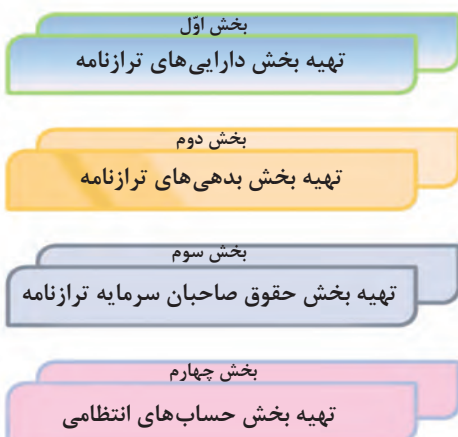 بخش اوّل
تهیه بخش دارایی‌های ترازنامه
بخش دوم
تهیه بخش بدهی‌های ترازنامه
بخش سوم
تهیه بخش حقوق صاحبان سرمایه ترازنامه
بخش چهارم
تهیه بخش حساب‌های انتظامی